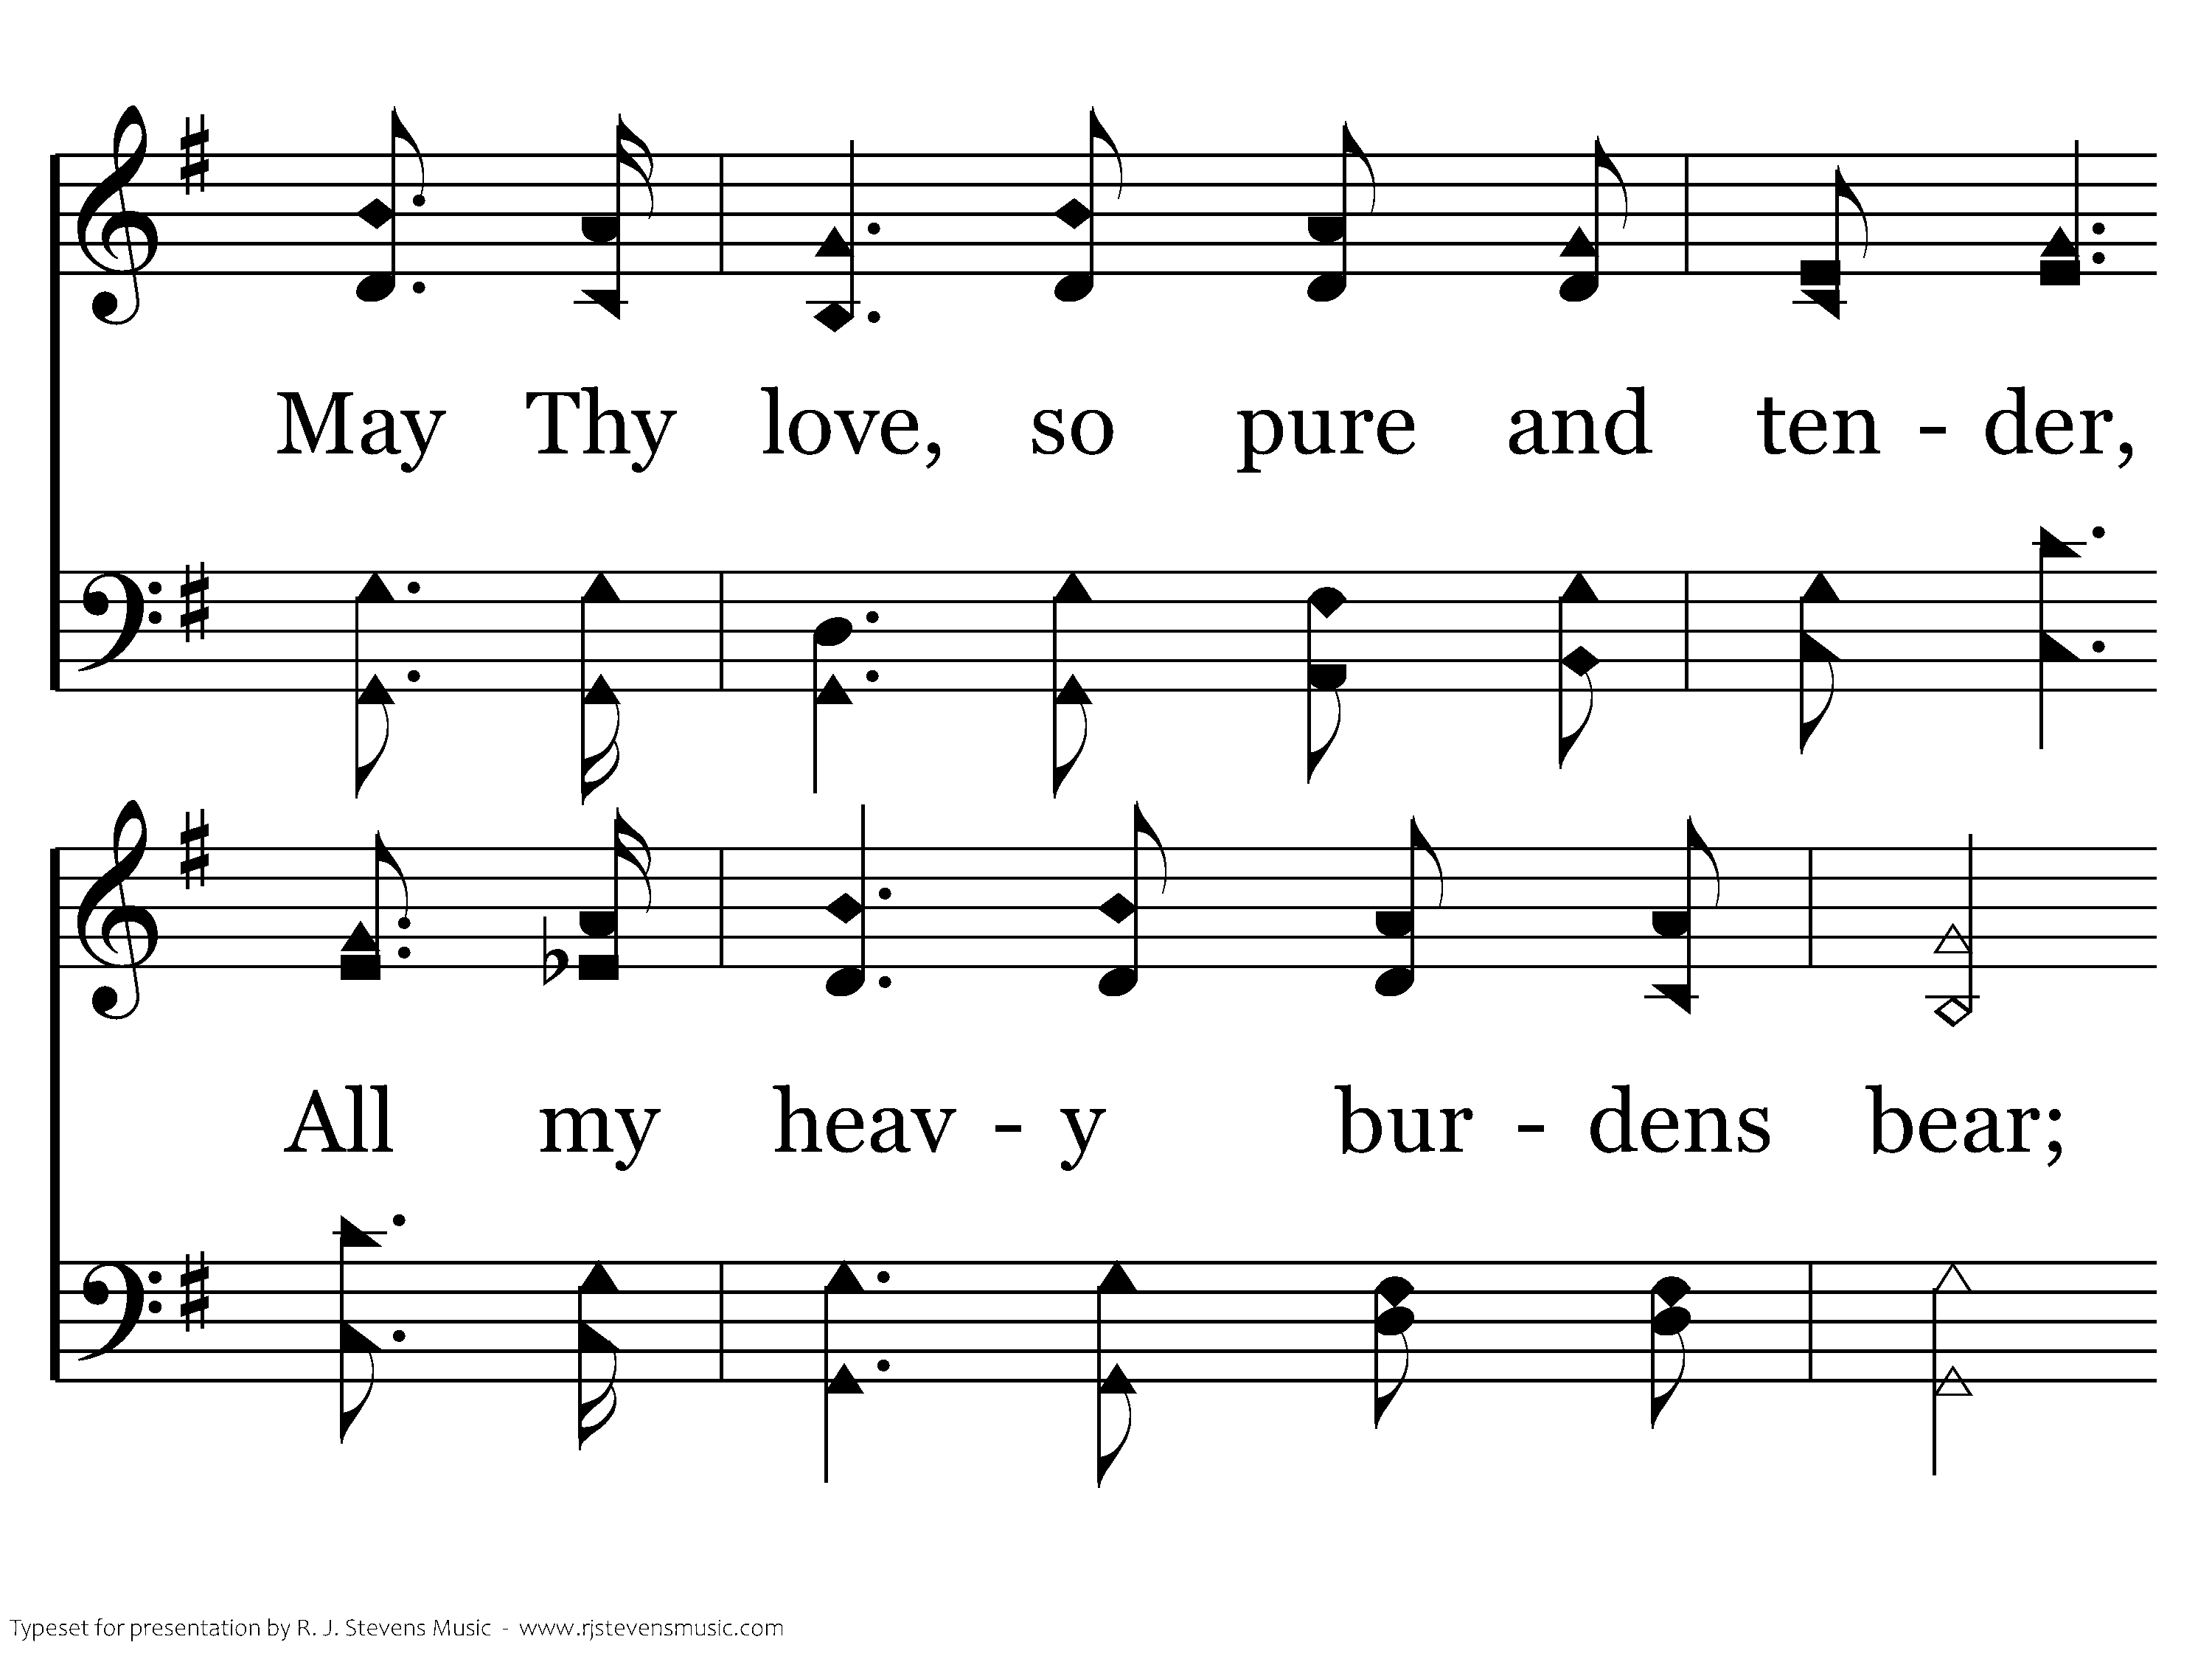 May Thy love, so pure and ten - der,
All my heav - y bur - dens bear;
Typeset for presentation by R. J. Stevens Music - www.rjstevensmusic.com